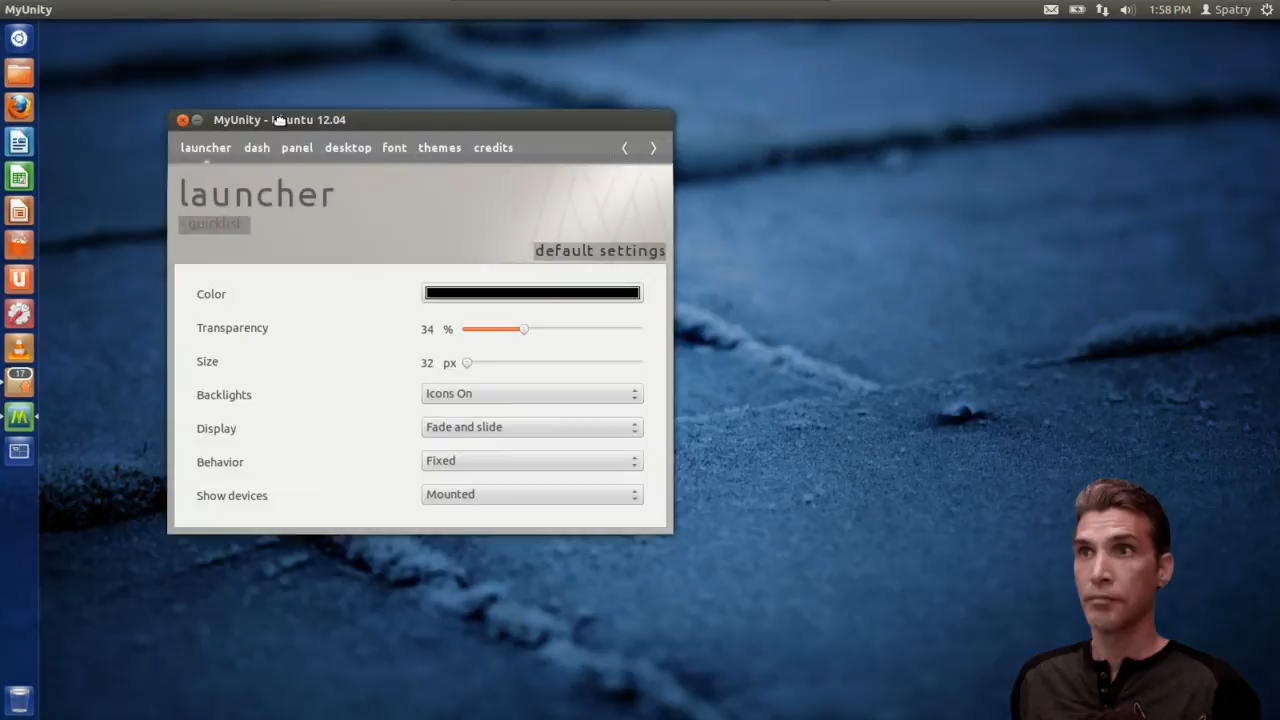 MyUnity
1:58 PM
Spatry
MyUnity - Ubuntu 12.04
launcher
dash
panel
desktop
font
themes
credits
launcher
quicklist
default settings
Color
Transparency
34 %
Size
32 px
Backlights
Icons On
Display
Fade and slide
Behavior
Fixed
Show devices
Mounted
17